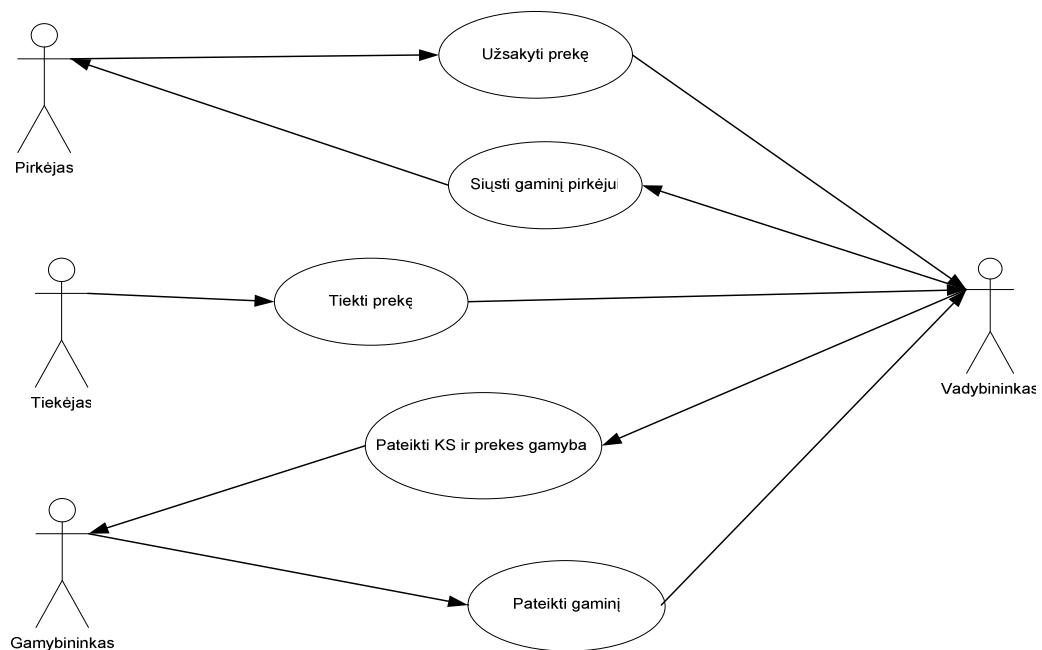 Užsakyti prekę
Pirkėjas
Siųsti gaminį pirkėjui
Tiekti prekę
Tiekėjas
Vadybininkas
Pateikti KS ir prekes gamyba
Pateikti gaminį
Gamybininkas